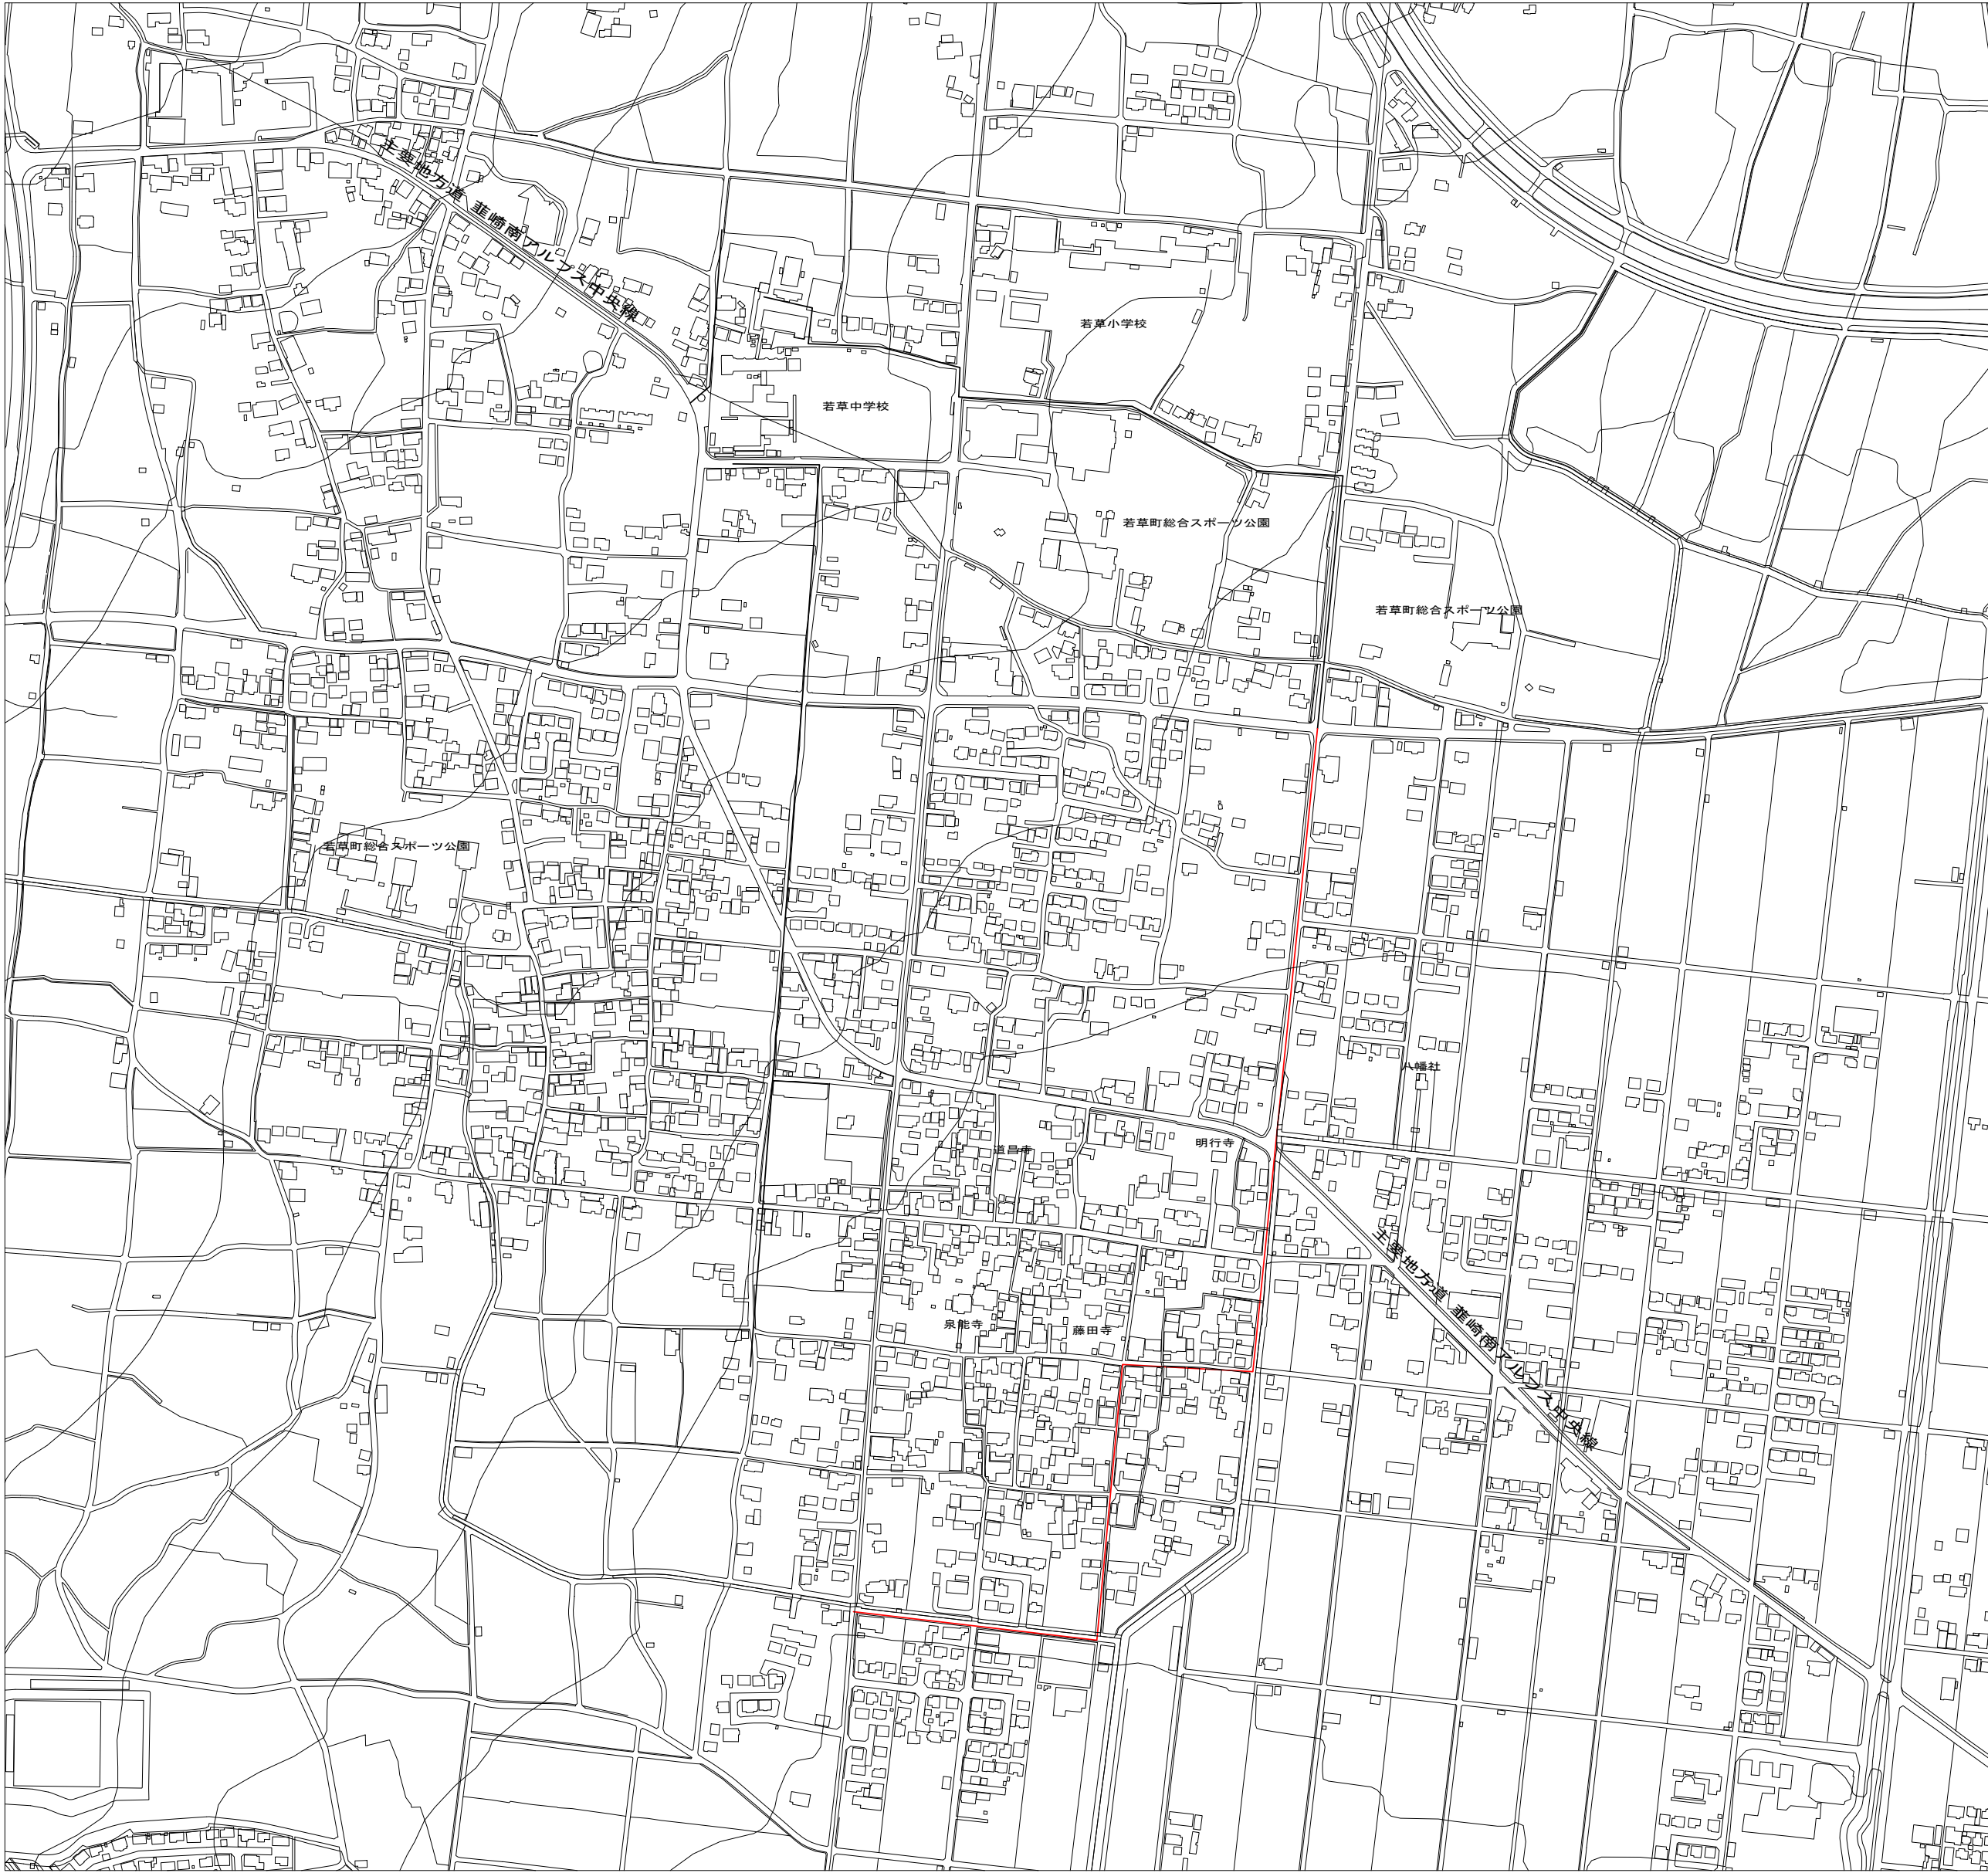 主要地方道 韮崎南アルプス中央線
若草小学校
若草中学校
若草町総合スポーツ公園
若草町総合スポーツ公園
若草町総合スポーツ公園
八幡社
明行寺
道昌寺
主要地方道 韮崎南アルプス中央線
泉能寺
藤田寺